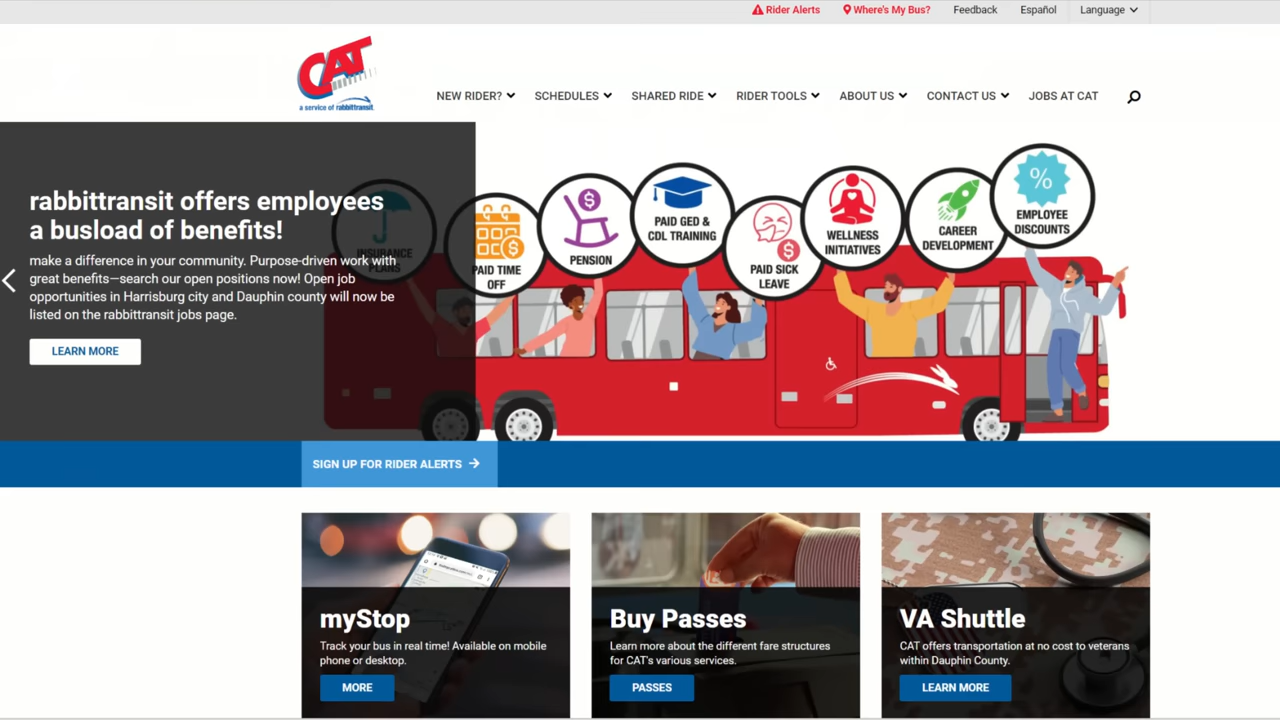 Rider Alerts
Where's My Bus?
Feedback
Español
Language
CAT
a service of rabbittransit
NEW RIDER?
SCHEDULES
SHARED RIDE
RIDER TOOLS
ABOUT US
CONTACT US
JOBS AT CAT
rabbittransit offers employees
a busload of benefits!
make a difference in your community. Purpose-driven work with
great benefits—search our open positions now! Open job
opportunities in Harrisburg city and Dauphin county will now be
listed on the rabbittransit jobs page.
LEARN MORE
INSURANCE
PLANS
PAID TIME
OFF
PENSION
PAID GED &
CDL TRAINING
PAID SICK
LEAVE
WELLNESS
INITIATIVES
CAREER
DEVELOPMENT
%
EMPLOYEE
DISCOUNTS
SIGN UP FOR RIDER ALERTS
myStop
Track your bus in real time! Available on mobile
phone or desktop.
MORE
Buy Passes
Learn more about the different fare structures
for CAT's various services.
PASSES
VA Shuttle
CAT offers transportation at no cost to veterans
within Dauphin County.
LEARN MORE